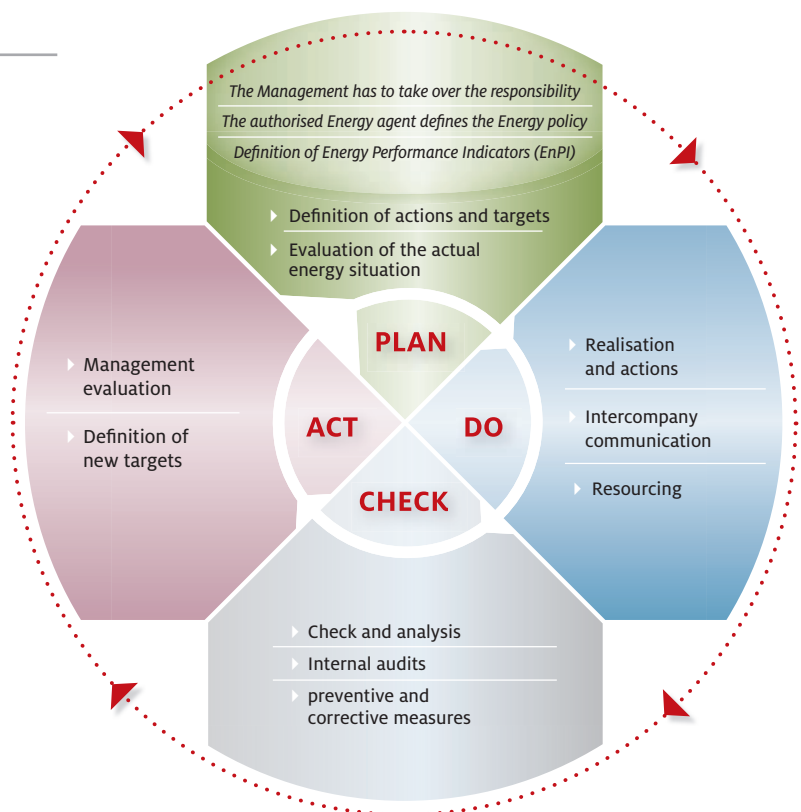 The Management has to take over the responsibility
The authorised Energy agent defines the Energy policy
Definition of Energy Performance Indicators (EnPI)
Definition of actions and targets
Evaluation of the actual
energy situation
PLAN
Realisation
and actions
Intercompany
communication
Resourcing
DO
CHECK
Check and analysis
Internal audits
preventive and
corrective measures
ACT
Management
evaluation
Definition of
new targets